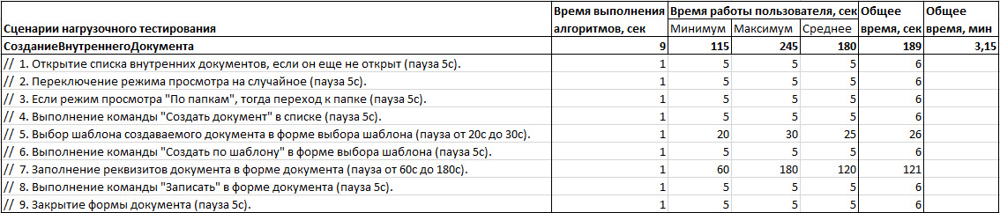 Сценарии нагрузочного тестирования Время выполнения алгоритмов, сек Время работы пользователя, сек Минимум Максимум Среднее Общее время, сек Общее время, мин
СозданиеВнутреннегоДокумента 9 115 245 180 189 3,15
// 1. Открытие списка внутренних документов, если он еще не открыт (пауза 5с). 1 5 5 5 6
// 2. Переключение режима просмотра на случайное (пауза 5с). 1 5 5 5 6
// 3. Если режим просмотра "По папкам", тогда переход к папке (пауза 5с). 1 5 5 5 6
// 4. Выполнение команды "Создать документ" в списке (пауза 5с). 1 5 5 5 6
// 5. Выбор шаблона создаваемого документа в форме выбора шаблона (пауза от 20с до 30с). 1 20 30 25 26
// 6. Выполнение команды "Создать по шаблону" в форме выбора шаблона (пауза 5с). 1 5 5 5 6
// 7. Заполнение реквизитов документа в форме документа (пауза от 60с до 180с). 1 60 180 120 121
// 8. Выполнение команды "Записать" в форме документа (пауза 5с). 1 5 5 5 6
// 9. Закрытие формы документа (пауза 5с). 1 5 5 5 6